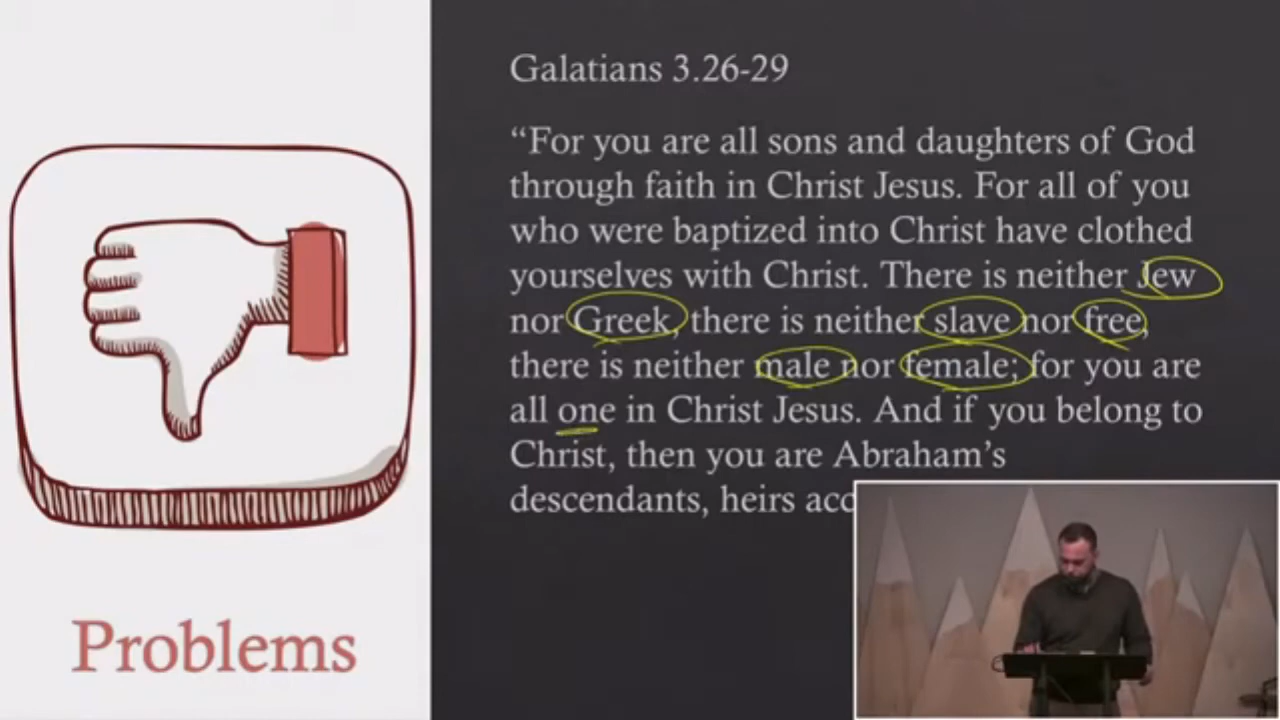 Galatians 3.26-29
“For you are all sons and daughters of God
through faith in Christ Jesus. For all of you
who were baptized into Christ have clothed
yourselves with Christ. There is neither Jew
nor Greek, there is neither slave nor free,
there is neither male nor female; for you are
all one in Christ Jesus. And if you belong to
Christ, then you are Abraham’s
descendants, heirs acc
Problems